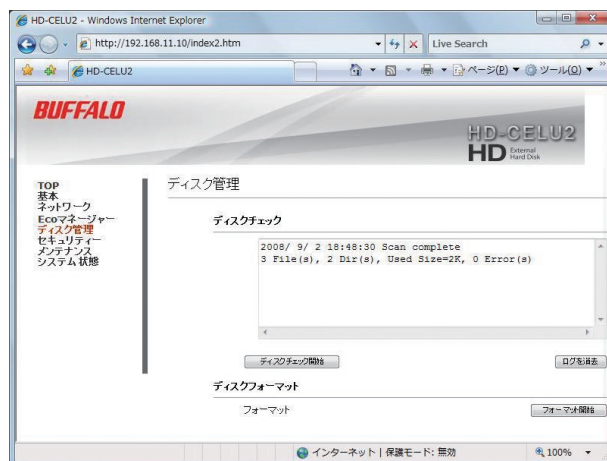 HD-CELU2 - Windows Internet Explorer
http://192.168.11.10/index2.htm
Live Search
HD-CELU2
ページ(P)
ツール(O)
BUFFALO
HD-CELU2
HD External Hard Disk
TOP
基本
ネットワーク
Ecoマネージャー
ディスク管理
セキュリティー
メンテナンス
システム状態
ディスク管理
ディスクチェック
2008/ 9/ 2 18:48:30 Scan complete
3 File(s), 2 Dir(s), Used Size=2K, 0 Error(s)
ディスクチェック開始
ログを消去
ディスクフォーマット
フォーマット
フォーマット開始
インターネット | 保護モード: 無効
100%